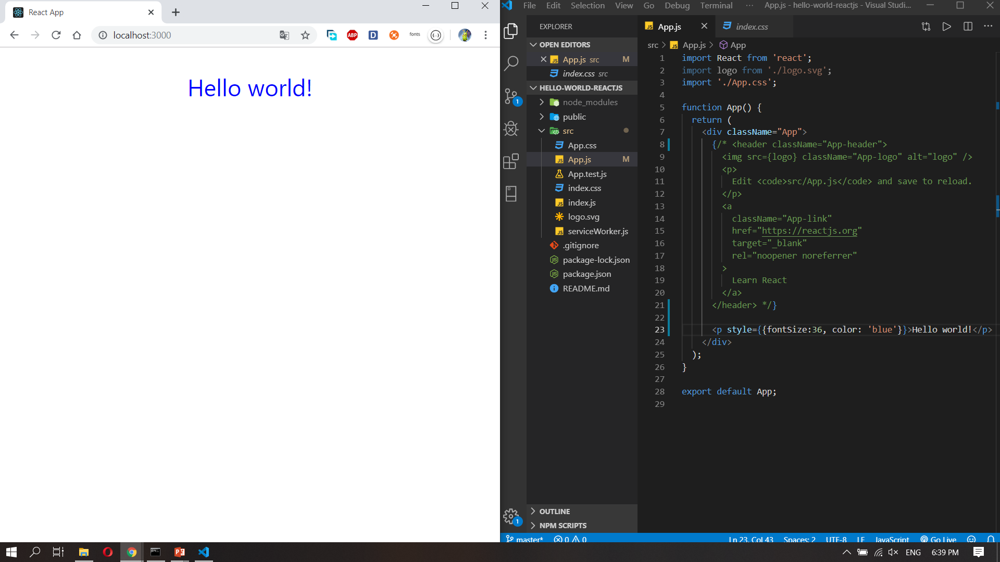 React App
localhost:3000
ABP
D
fonts
Hello world!
File Edit Selection View Go Debug Terminal ··· App.js - hello-world-reactjs - Visual Studi...
EXPLORER
OPEN EDITORS
JS App.js src M
index.css src
HELLO-WORLD-REACTJS
node_modules
public
src
App.css
JS App.js M
App.test.js
index.css
JS index.js
logo.svg
JS serviceWorker.js
.gitignore
package-lock.json
package.json
README.md
OUTLINE
NPM SCRIPTS
1
1
JS App.js
index.css
src > JS App.js > App
1 import React from 'react';
2 import logo from './logo.svg';
3 import './App.css';
4
5 function App() {
6 return (
7 <div className="App">
8 {/* <header className="App-header">
9 <img src={logo} className="App-logo" alt="logo" />
10 <p>
11 Edit <code>src/App.js</code> and save to reload.
12 </p>
13 <a
14 className="App-link"
15 href="https://reactjs.org"
16 target="_blank"
17 rel="noopener noreferrer"
18 >
19 Learn React
20 </a>
21 </header> */}
22
23 <p style={{fontSize:36, color: 'blue'}}>Hello world!</p>
24 </div>
25 );
26 }
27
28 export default App;
29
master* 0 0 Ln 23, Col 43 Spaces: 2 UTF-8 LF JavaScript Go Live
ENG 6:39 PM